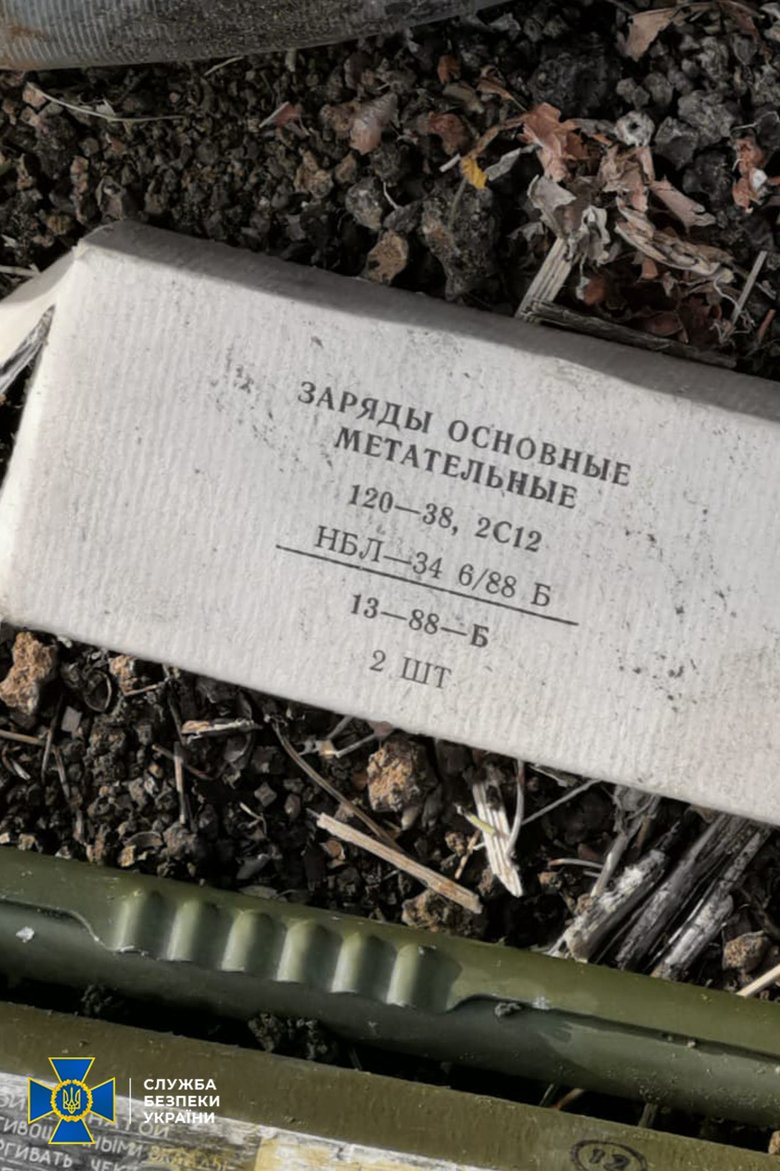 ЗАРЯДЫ ОСНОВНЫЕ
МЕТАТЕЛЬНЫЕ
120—38, 2С12
НБЛ—34 6/88 Б
13—88—Б
2 ШТ
СЛУЖБА
БЕЗПЕКИ
УКРАЇНИ